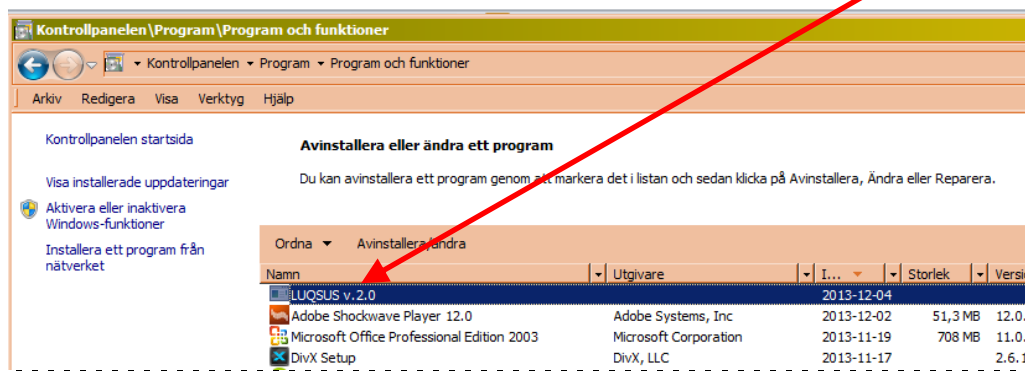 Kontrollpanelen\Program\Program och funktioner
Kontrollpanelen Program Program och funktioner
Arkiv Redigera Visa Verktyg Hjälp
Kontrollpanelen startsida
Visa installerade uppdateringar
Aktivera eller inaktivera
Windows-funktioner
Installera ett program från
nätverket
Avinstallera eller ändra ett program
Du kan avinstallera ett program genom att markera det i listan och sedan klicka på Avinstallera, Ändra eller Reparera.
Ordna Avinstallera/ändra
Namn Utgivare I... Storlek Versi
LUQSUS v.2.0 2013-12-04
Adobe Shockwave Player 12.0 Adobe Systems, Inc 2013-12-02 51,3 MB 12.0.
Microsoft Office Professional Edition 2003 Microsoft Corporation 2013-11-19 708 MB 11.0.
DivX Setup DivX, LLC 2013-11-17 2.6.1